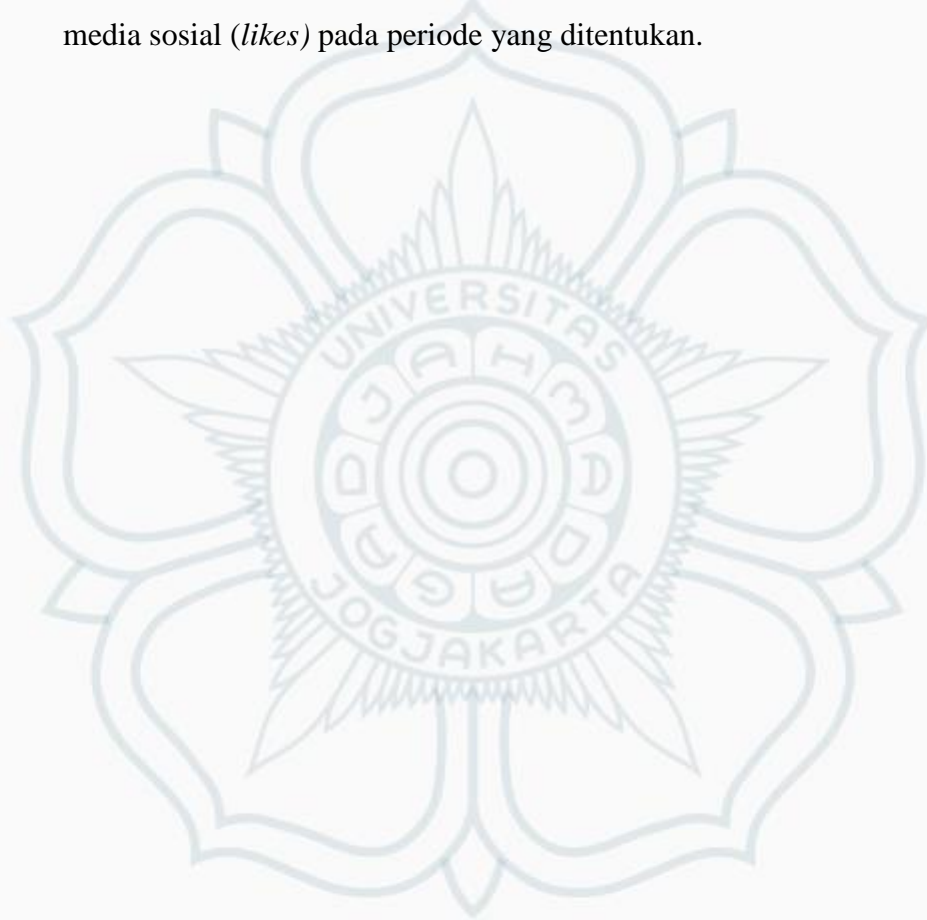 media sosial (likes) pada periode yang ditentukan.
UNIVERSITAS
GADJAH MADA
JOGJAKARTA